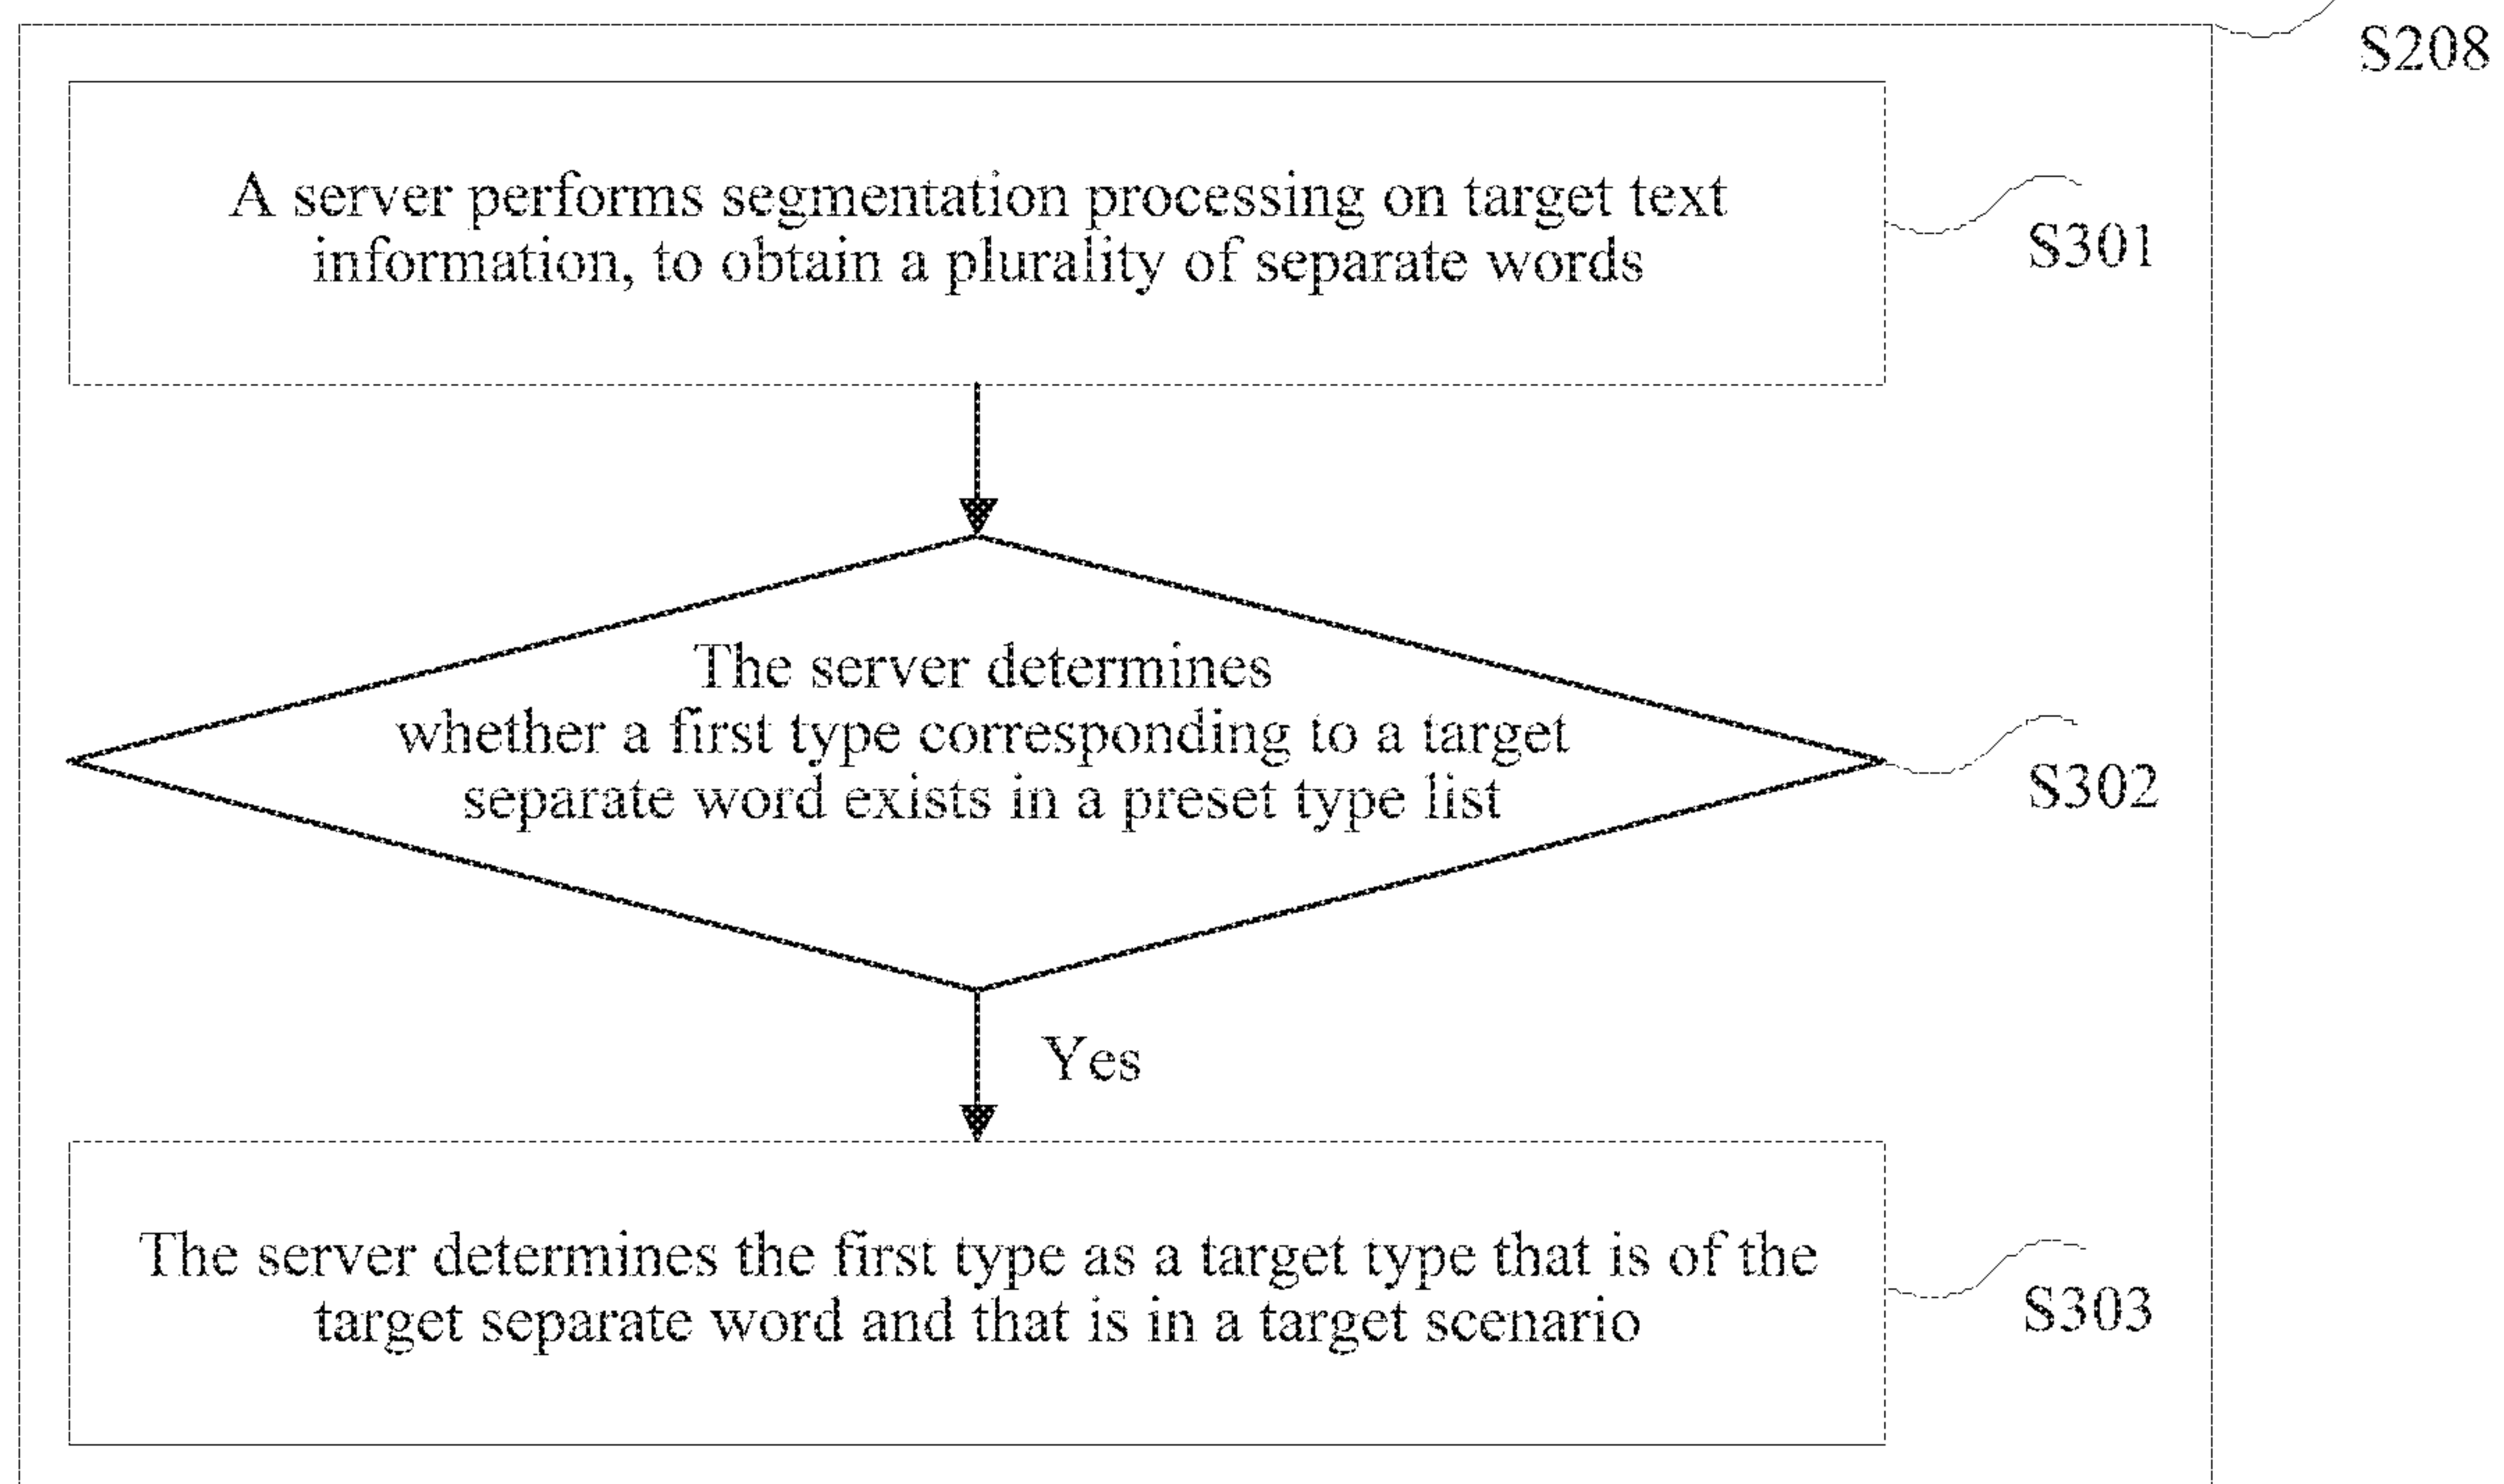 S208
A server performs segmentation processing on target text
information, to obtain a plurality of separate words
S301
The server determines
whether a first type corresponding to a target
separate word exists in a preset type list
S302
Yes
The server determines the first type as a target type that is of the
target separate word and that is in a target scenario
S303